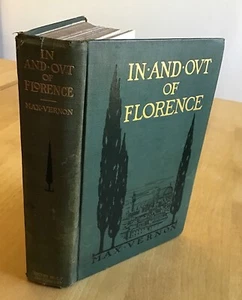 IN
AND·OVT
OF
FLORENCE
MAX·VERNON
IN·AND·OVT
OF
FLORENCE
MAX VERNON